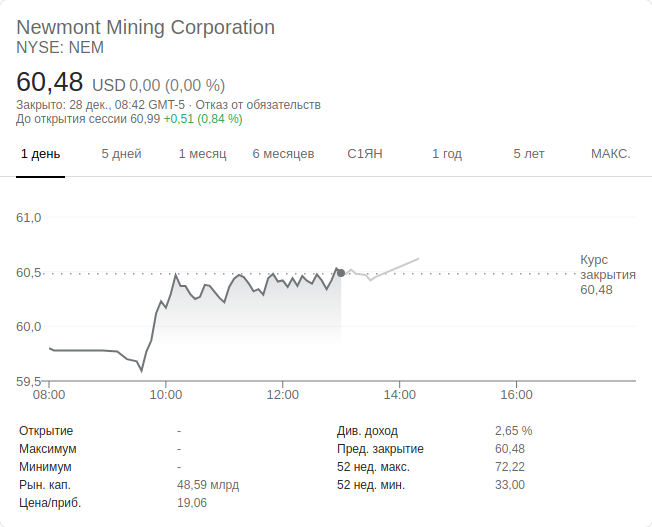 Newmont Mining Corporation
NYSE: NEM
60,48 USD 0,00 (0,00 %)
Закрыто: 28 дек., 08:42 GMT-5 · Отказ от обязательств
До открытия сессии 60,99 +0,51 (0,84 %)
1 день 5 дней 1 месяц 6 месяцев С1ЯН 1 год 5 лет МАКС.
61,0
60,5
60,0
59,5
Курс
закрытия
60,48
08:00 10:00 12:00 14:00 16:00
Открытие - Див. доход 2,65 %
Максимум - Пред. закрытие 60,48
Минимум - 52 нед. макс. 72,22
Рын. кап. 48,59 млрд 52 нед. мин. 33,00
Цена/приб. 19,06